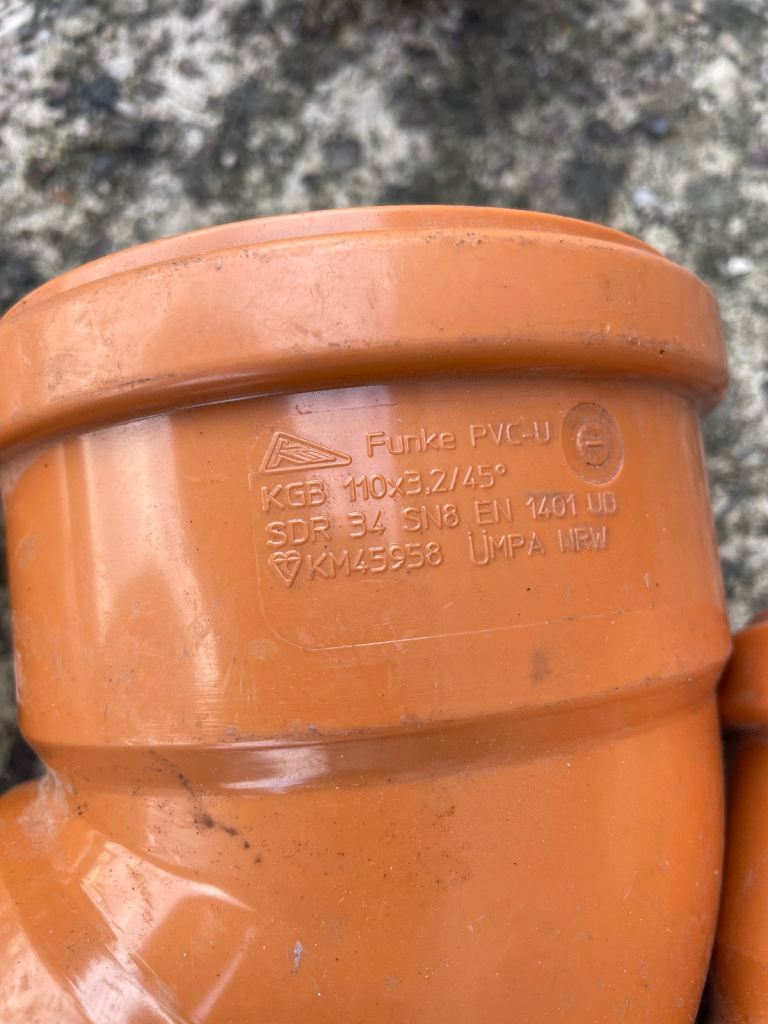 Funke PVC-U
KGB 110x3,2/45°
SDR 34 SN8 EN 1401 UD
KM45958 ÜMPA NRW